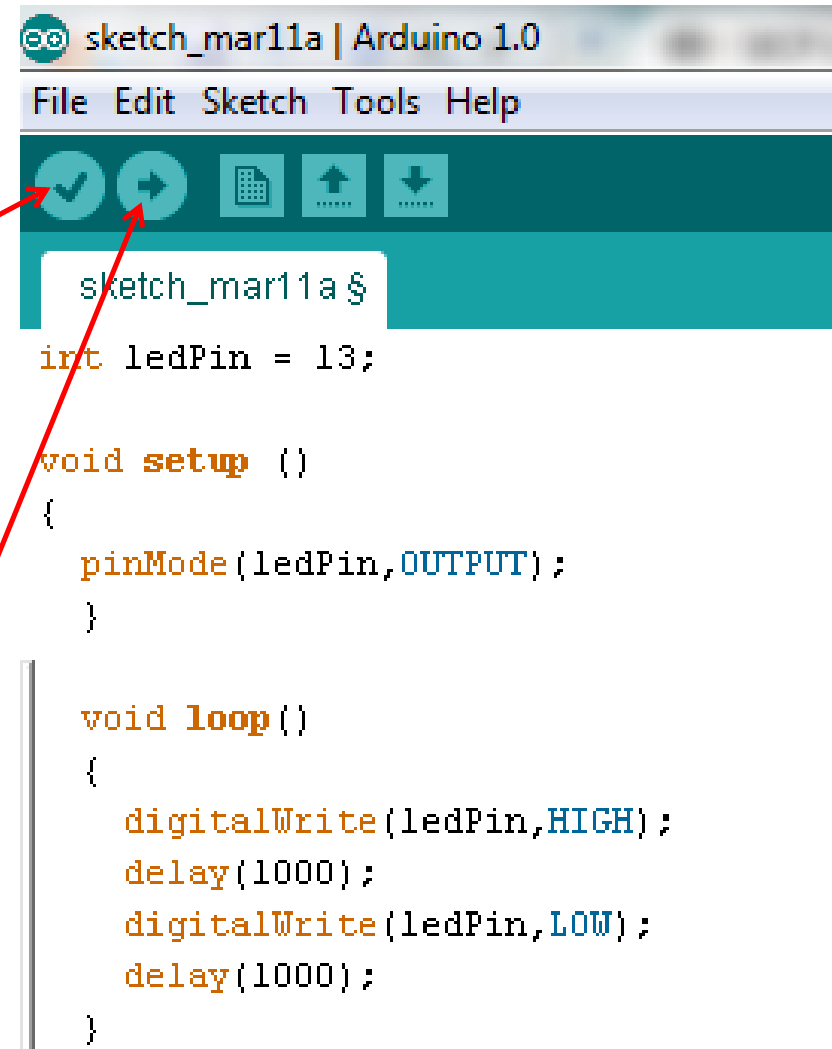 sketch_mar11a | Arduino 1.0
File Edit Sketch Tools Help
sketch_mar11a §
int ledPin = 13;
void setup ()
{
pinMode(ledPin,OUTPUT);
}
void loop()
{
digitalWrite(ledPin,HIGH);
delay(1000);
digitalWrite(ledPin,LOW);
delay(1000);
}